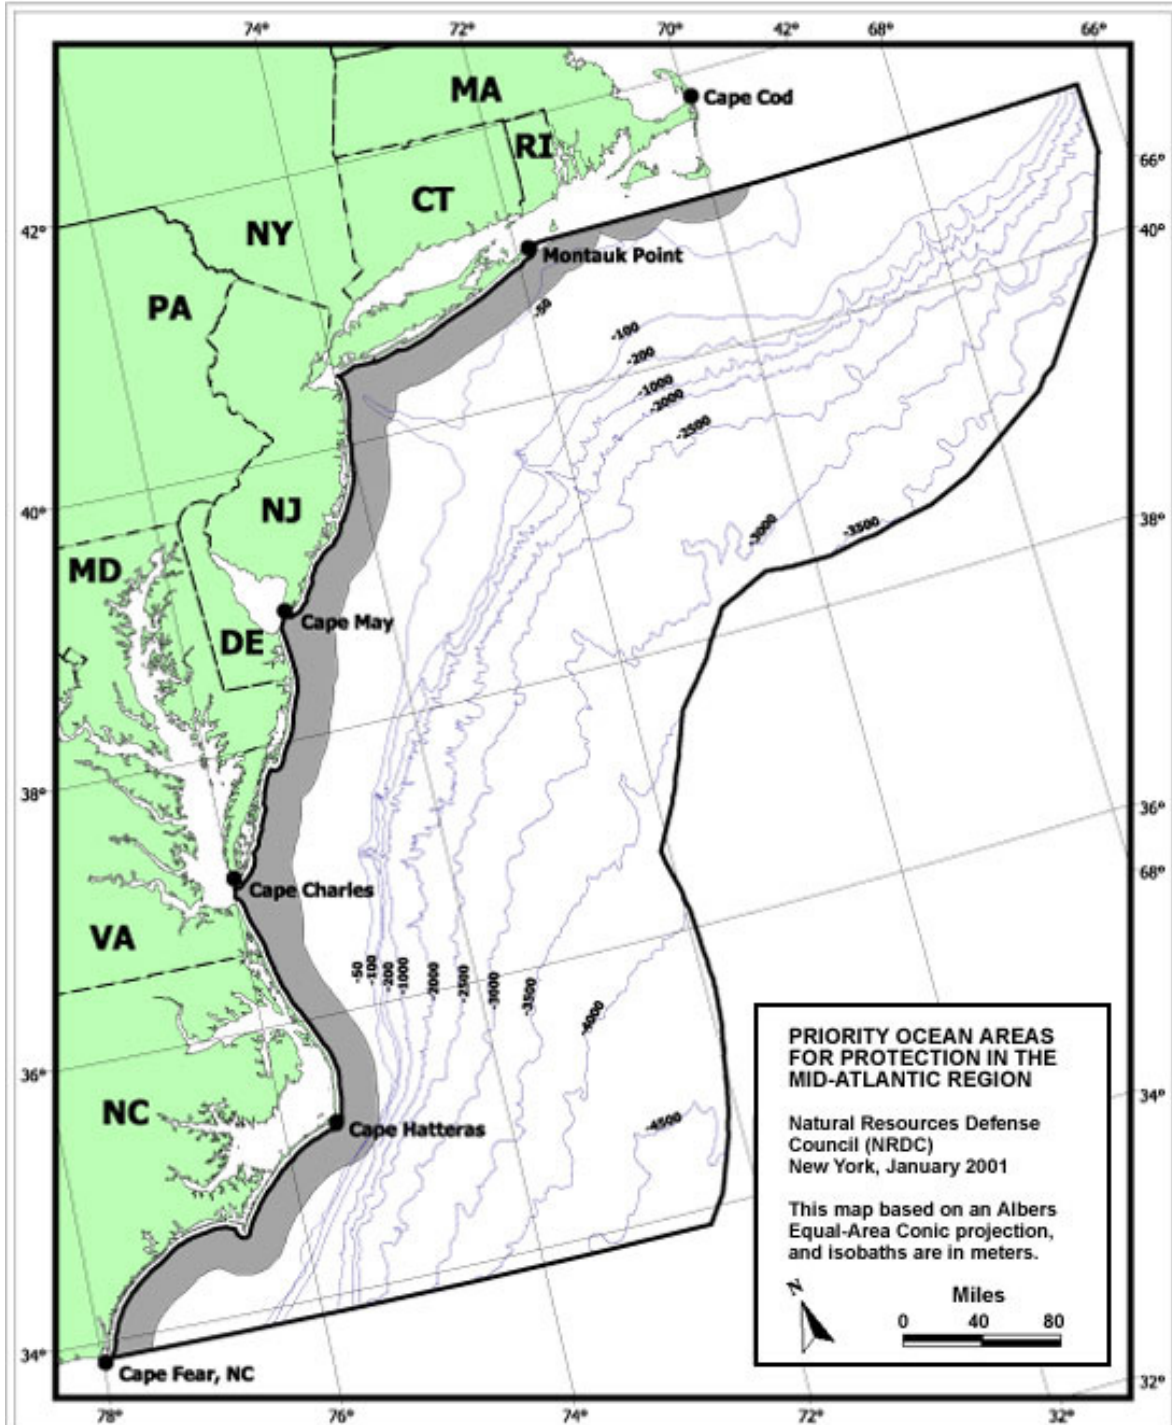 74°
72°
70°
42°
68°
66°
MA
Cape Cod
RI
CT
66°
NY
42°
40°
Montauk Point
PA
-50
-100
-200
-1000
-2000
-2500
NJ
40°
38°
-3000
-3500
MD
Cape May
DE
38°
36°
68°
Cape Charles
VA
-50
-100
-200
-1000
-2000
-2500
-3000
-3500
-4000
36°
34°
NC
Cape Hatteras
-4500
PRIORITY OCEAN AREAS
FOR PROTECTION IN THE
MID-ATLANTIC REGION
Natural Resources Defense
Council (NRDC)
New York, January 2001
This map based on an Albers
Equal-Area Conic projection,
and isobaths are in meters.
N
Miles
0 40 80
34°
Cape Fear, NC
32°
78°
76°
74°
72°
32°